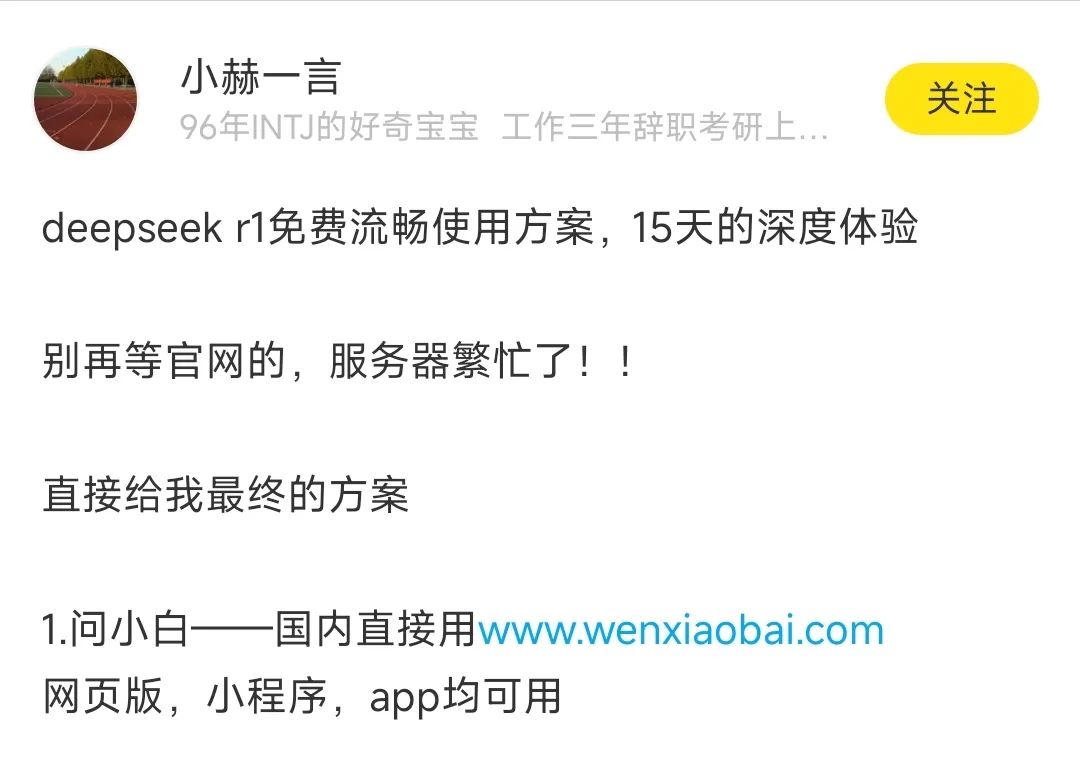 小赫一言
关注
96年INTJ的好奇宝宝 工作三年辞职考研上...
deepseek r1免费流畅使用方案，15天的深度体验
别再等官网的，服务器繁忙了！！
直接给我最终的方案
1.问小白——国内直接用www.wenxiaobai.com
网页版，小程序，app均可用